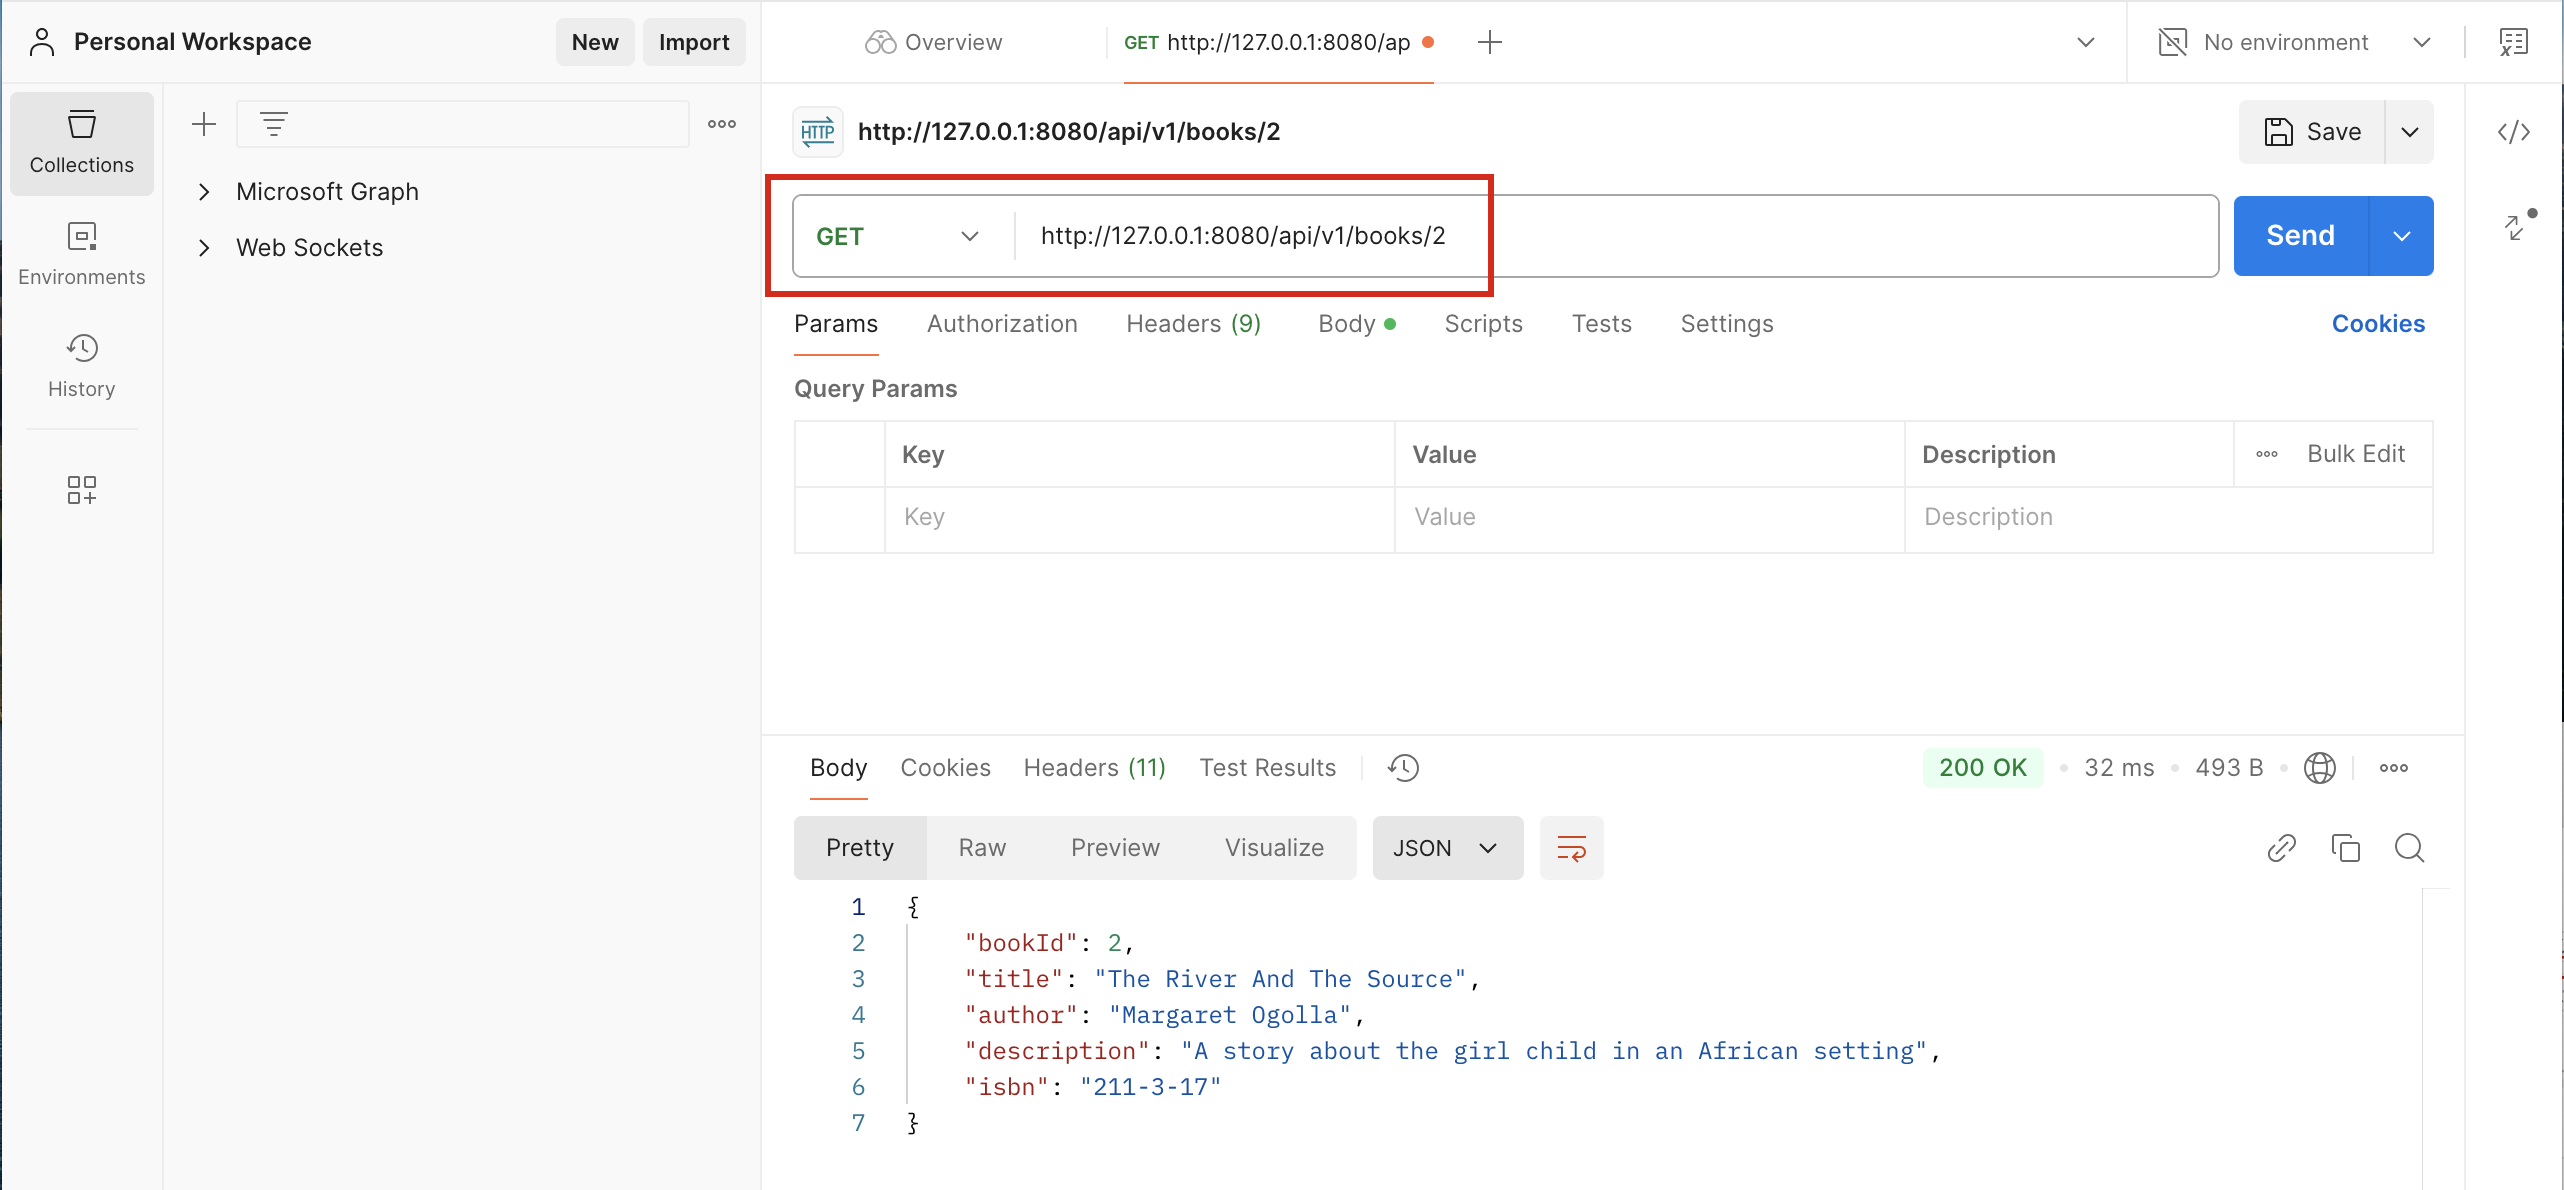 Personal Workspace New Import Overview GET http://127.0.0.1:8080/ap No environment
Collections
Environments
History
Microsoft Graph
Web Sockets
HTTP http://127.0.0.1:8080/api/v1/books/2 Save
GET http://127.0.0.1:8080/api/v1/books/2 Send
Params Authorization Headers (9) Body Scripts Tests Settings Cookies
Query Params
Key Value Description Bulk Edit
Key Value Description
Body Cookies Headers (11) Test Results 200 OK • 32 ms • 493 B
Pretty Raw Preview Visualize JSON
1 {
2 "bookId": 2,
3 "title": "The River And The Source",
4 "author": "Margaret Ogolla",
5 "description": "A story about the girl child in an African setting",
6 "isbn": "211-3-17"
7 }